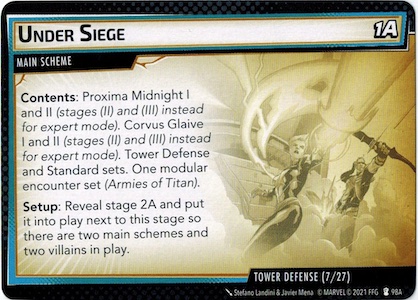 UNDER SIEGE
1A
MAIN SCHEME
Contents: Proxima Midnight I
and II (stages (II) and (III) instead
for expert mode). Corvus Glaive
I and II (stages (II) and (III) instead
for expert mode). Tower Defense
and Standard sets. One modular
encounter set (Armies of Titan).
Setup: Reveal stage 2A and put
it into play next to this stage so
there are two main schemes and
two villains in play.
TOWER DEFENSE (7/27)
Stefano Landini & Javier Mena © MARVEL © 2021 FFG 98A